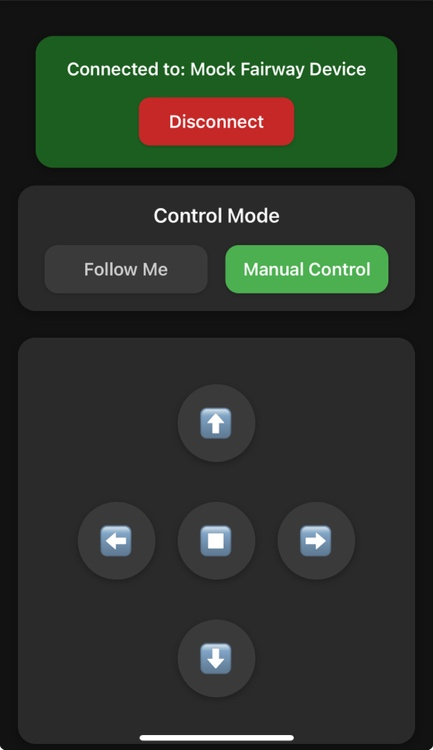 Connected to: Mock Fairway Device
Disconnect
Control Mode
Follow Me
Manual Control